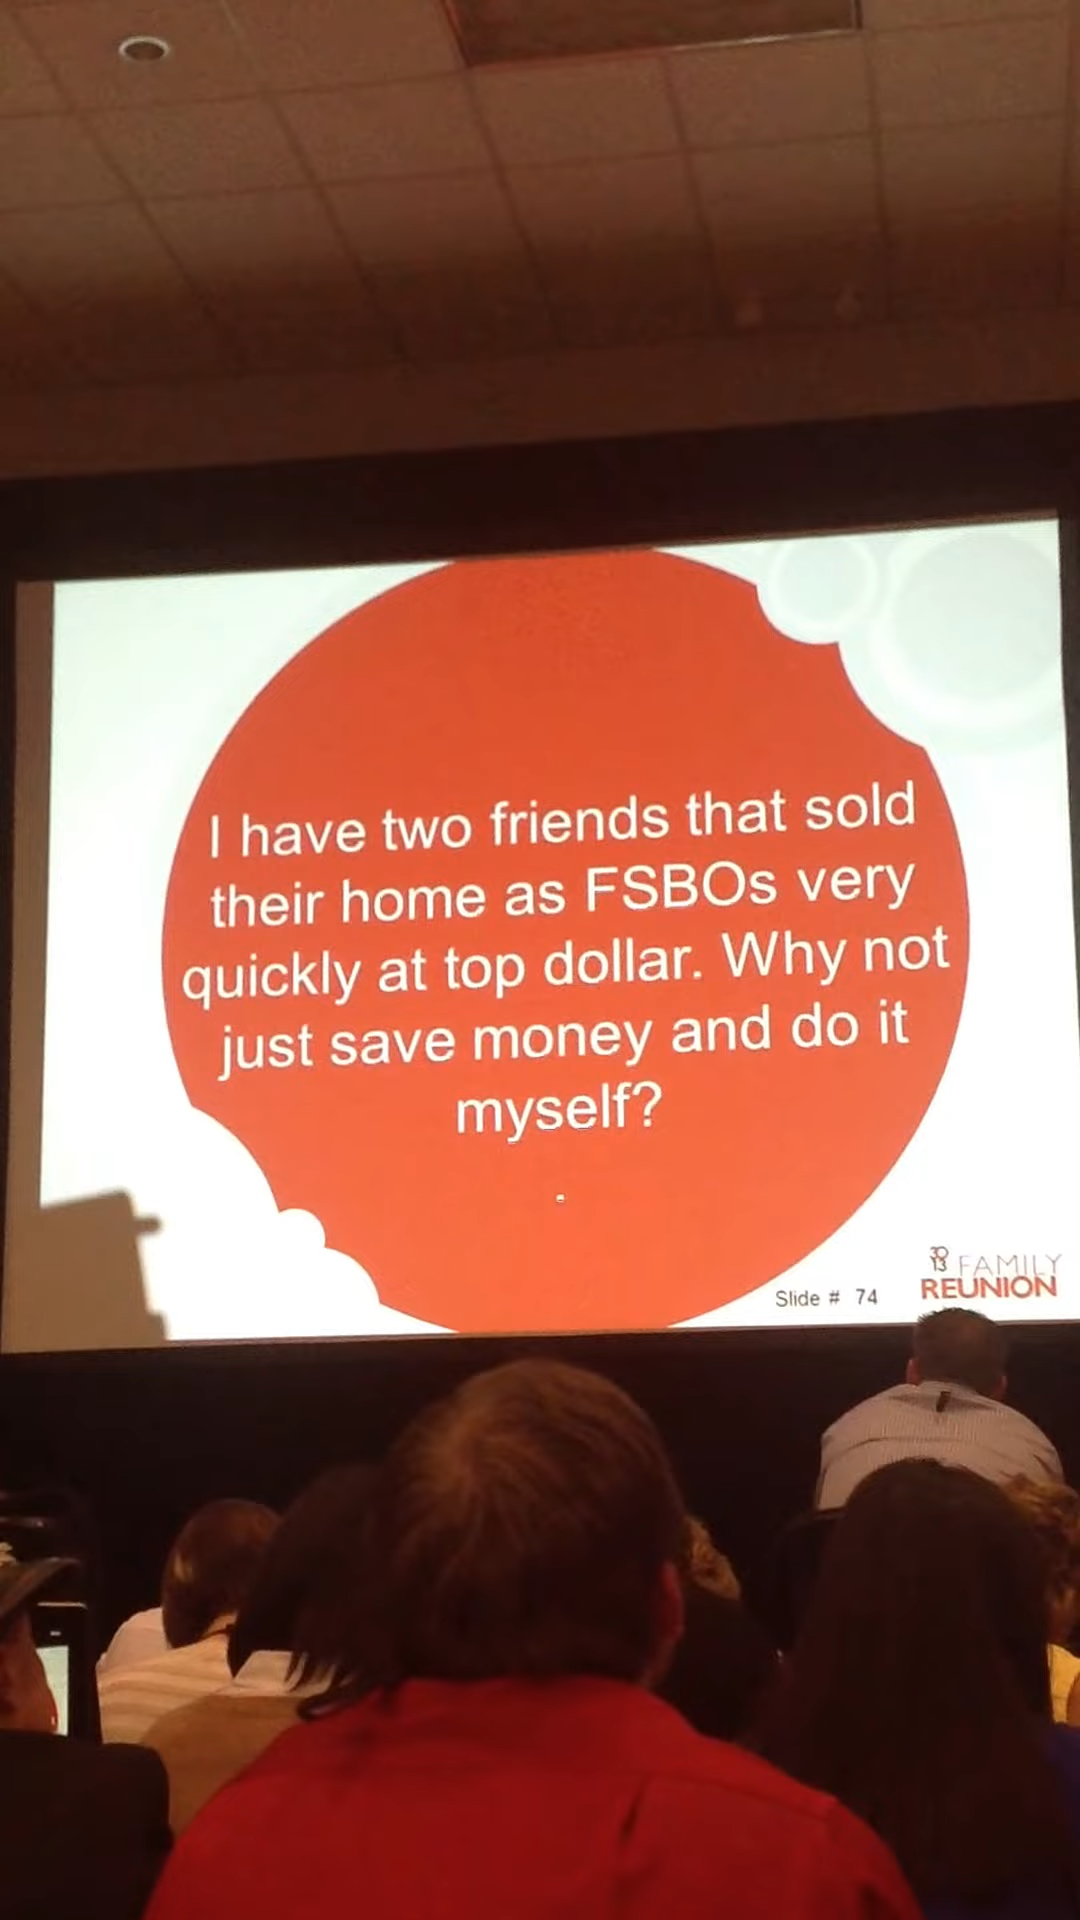 I have two friends that sold
their home as FSBOs very
quickly at top dollar. Why not
just save money and do it
myself?
.
Slide # 74
2013 FAMILY
REUNION